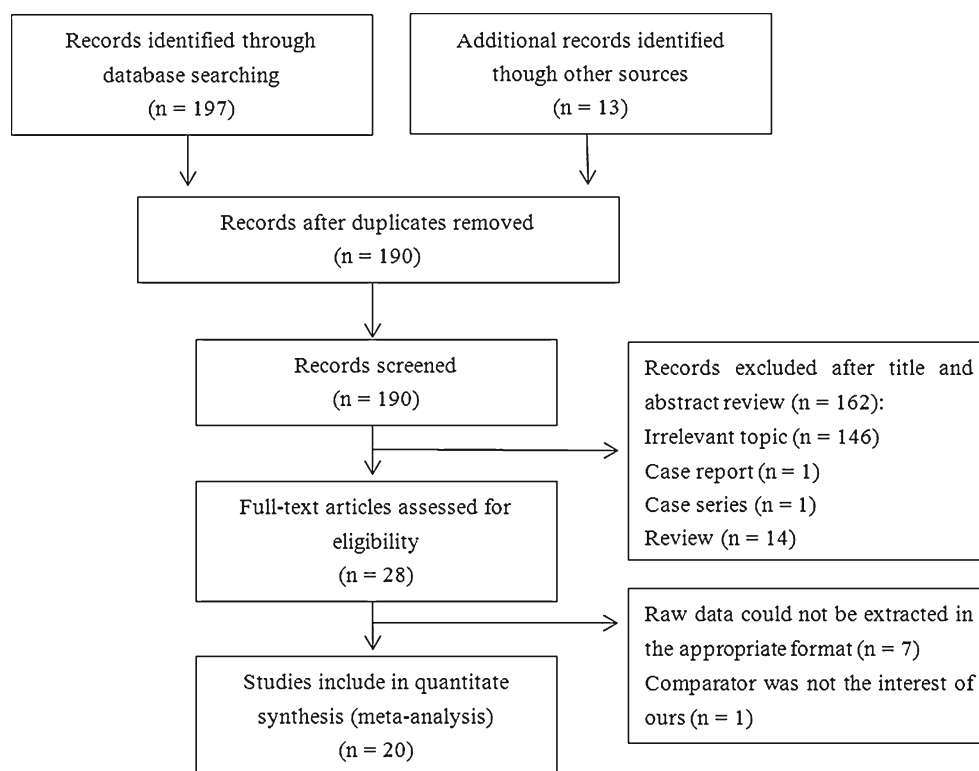 Records identified through
database searching
(n = 197)
Additional records identified
though other sources
(n = 13)
Records after duplicates removed
(n = 190)
Records screened
(n = 190)
Records excluded after title and
abstract review (n = 162):
Irrelevant topic (n = 146)
Case report (n = 1)
Case series (n = 1)
Review (n = 14)
Full-text articles assessed for
eligibility
(n = 28)
Raw data could not be extracted in
the appropriate format (n = 7)
Comparator was not the interest of
ours (n = 1)
Studies include in quantitate
synthesis (meta-analysis)
(n = 20)